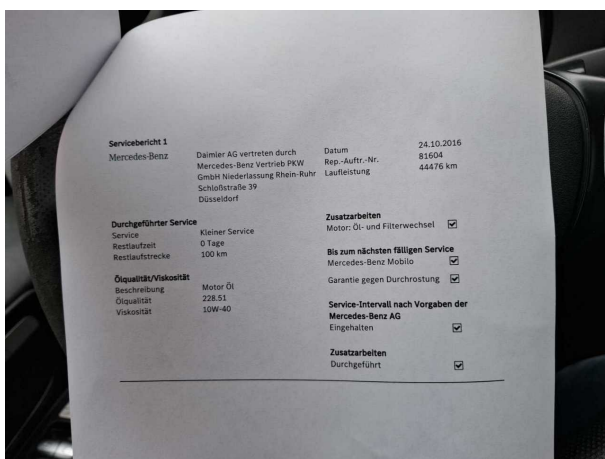 Servicebericht 1
Mercedes-Benz
Daimler AG vertreten durch
Mercedes-Benz Vertrieb PKW
GmbH Niederlassung Rhein-Ruhr
Schloßstraße 39
Düsseldorf
Datum 24.10.2016
Rep.-Auftr.-Nr. 81604
Laufleistung 44476 km
Durchgeführter Service
Service Kleiner Service
Restlaufzeit 0 Tage
Restlaufstrecke 100 km
Ölqualität/Viskosität
Beschreibung Motor Öl
Ölqualität 228.51
Viskosität 10W-40
Zusatzarbeiten
Motor: Öl- und Filterwechsel
Bis zum nächsten fälligen Service
Mercedes-Benz Mobilo
Garantie gegen Durchrostung
Service-Intervall nach Vorgaben der
Mercedes-Benz AG
Eingehalten
Zusatzarbeiten
Durchgeführt